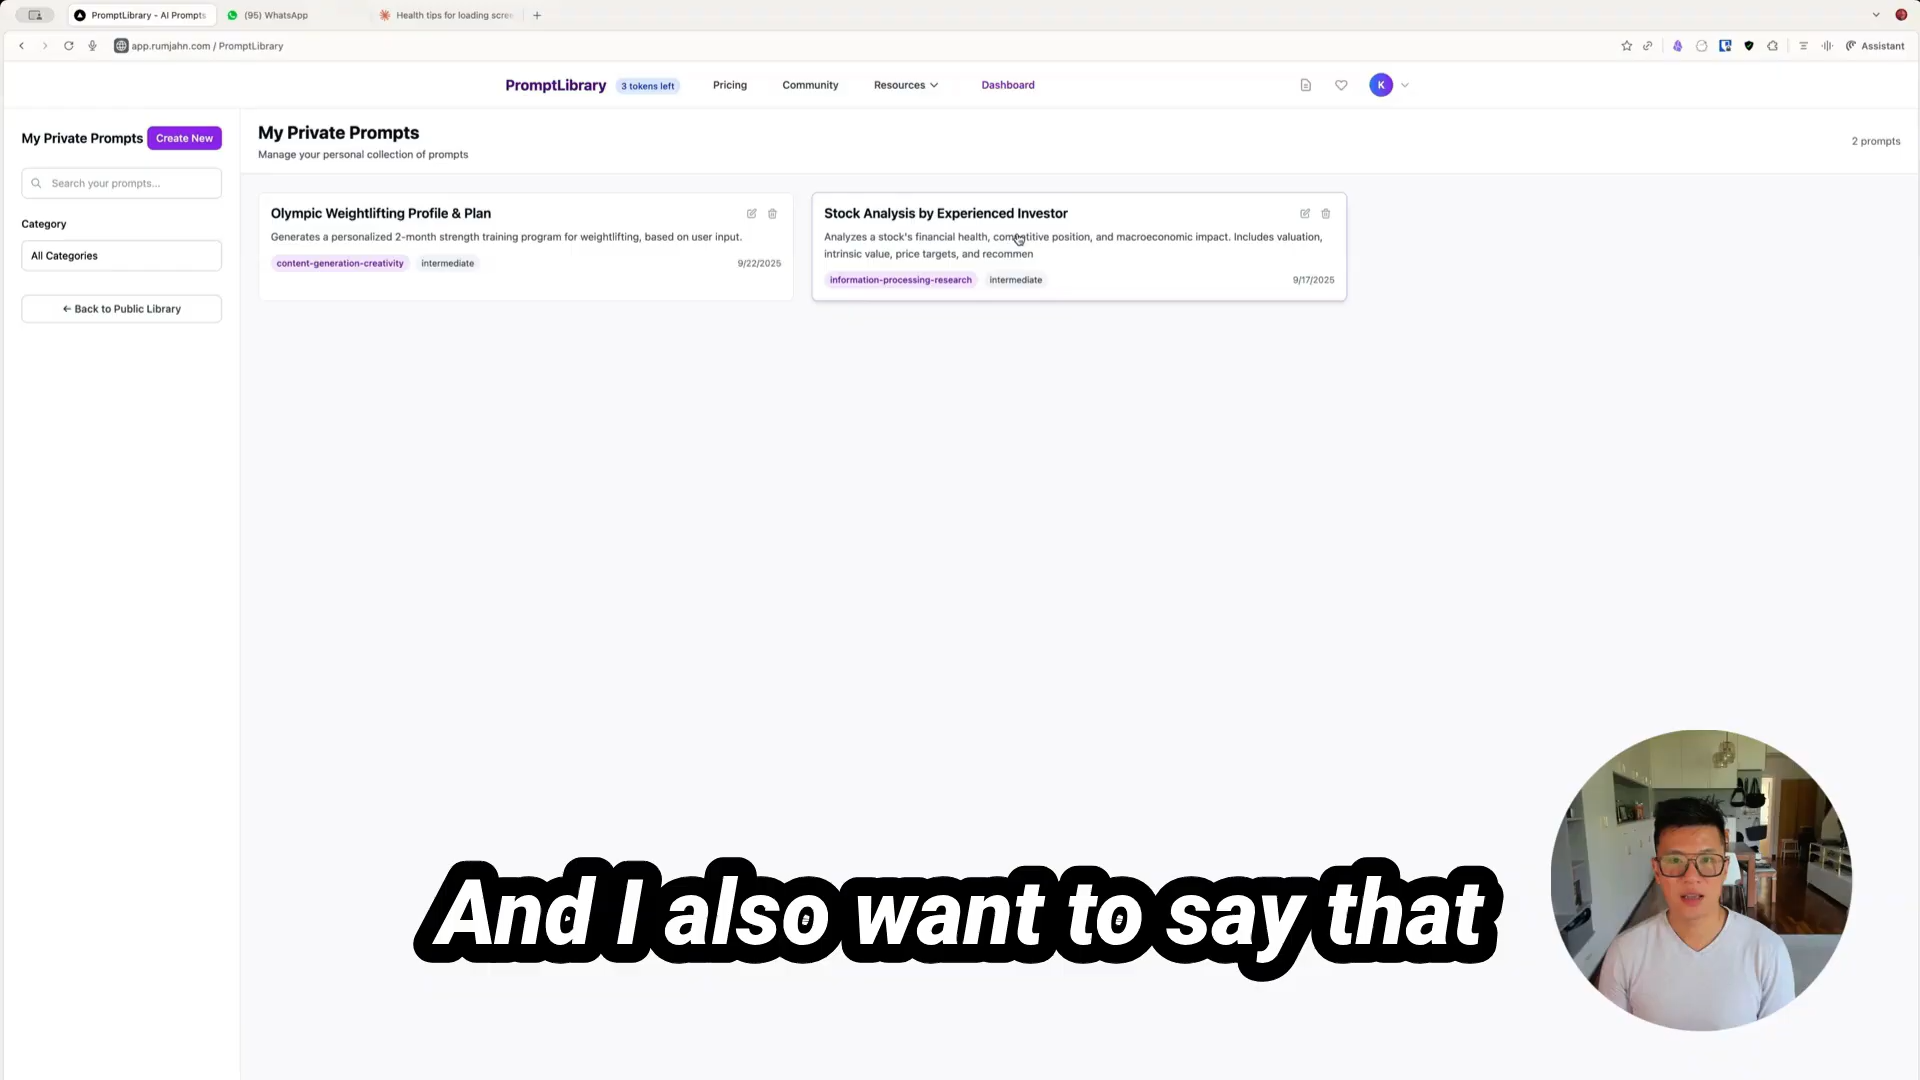 PromptLibrary - AI Prompts
(95) WhatsApp
Health tips for loading scre
app.rumjahn.com / PromptLibrary
Assistant
PromptLibrary
3 tokens left
Pricing
Community
Resources
Dashboard
K
My Private Prompts
Create New
Search your prompts...
Category
All Categories
← Back to Public Library
My Private Prompts
Manage your personal collection of prompts
2 prompts
Olympic Weightlifting Profile & Plan
Generates a personalized 2-month strength training program for weightlifting, based on user input.
content-generation-creativity
intermediate
9/22/2025
Stock Analysis by Experienced Investor
Analyzes a stock's financial health, competitive position, and macroeconomic impact. Includes valuation,
intrinsic value, price targets, and recommen
information-processing-research
intermediate
9/17/2025
And I also want to say that